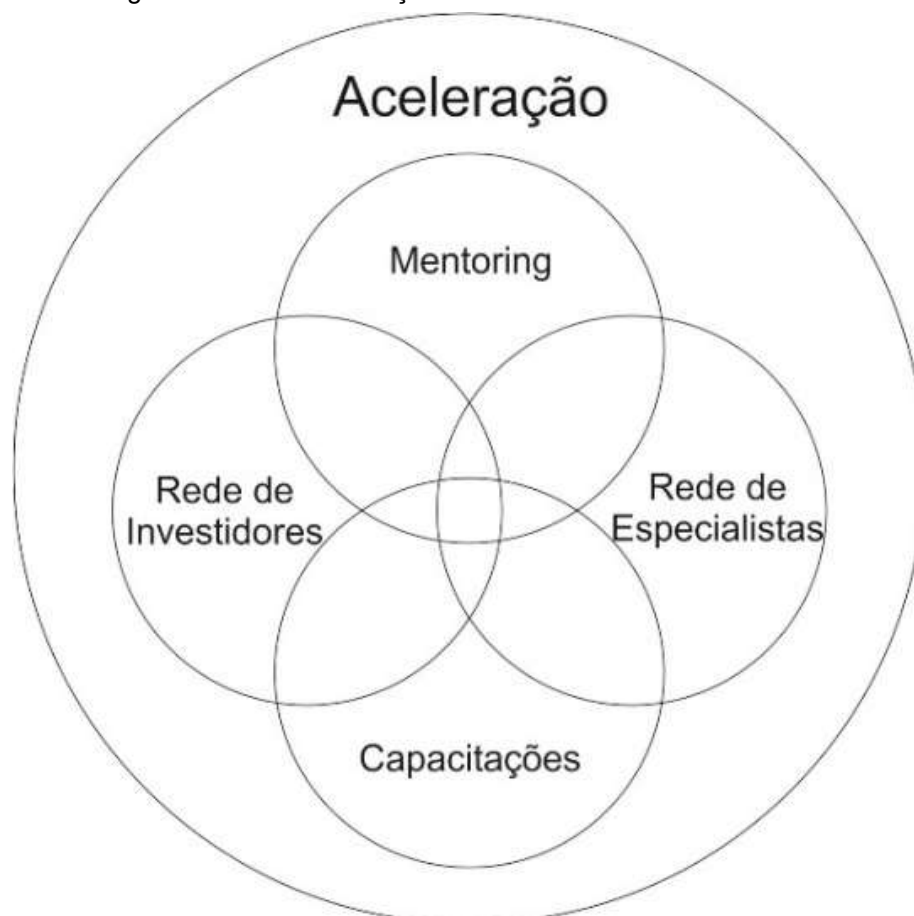 Aceleração
Mentoring
Rede de
Investidores
Rede de
Especialistas
Capacitações